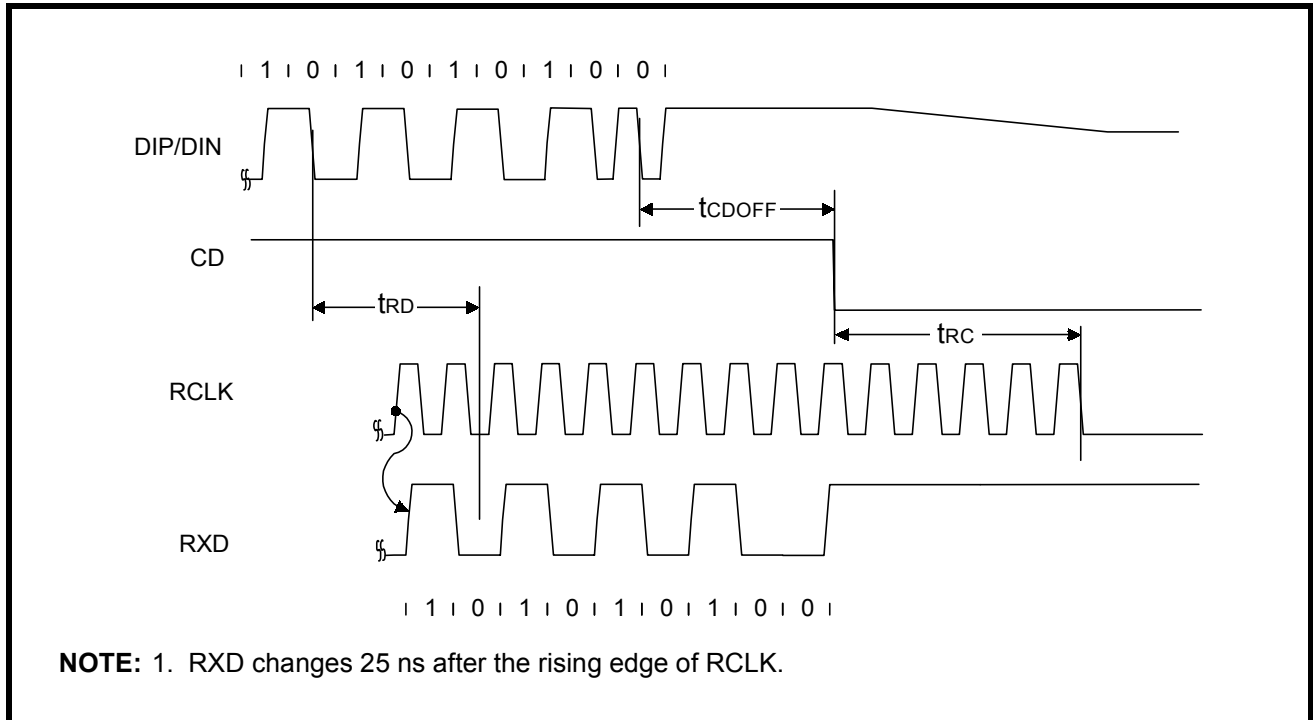 1 0 1 0 1 0 1 0 0
DIP/DIN
tCDOFF
CD
tRD
tRC
RCLK
RXD
1 0 1 0 1 0 1 0 0
NOTE: 1. RXD changes 25 ns after the rising edge of RCLK.